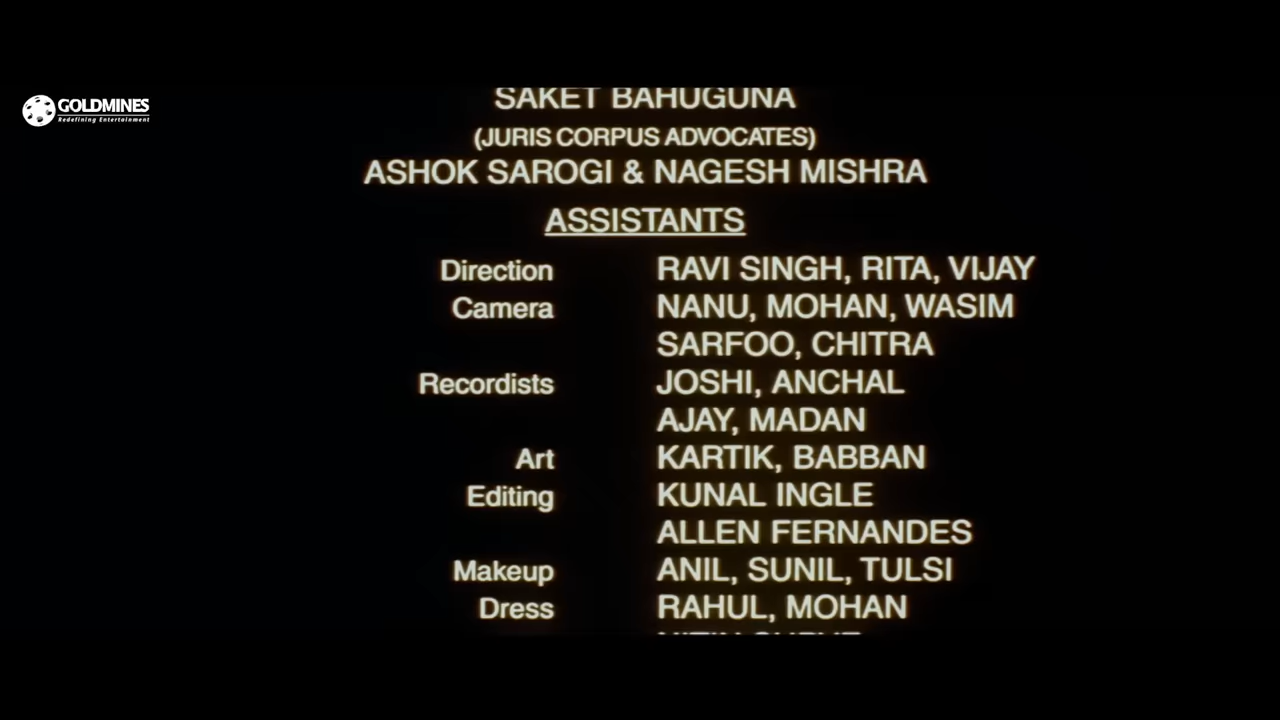 GOLDMINES
Redefining Entertainment
SAKET BAHUGUNA
(JURIS CORPUS ADVOCATES)
ASHOK SAROGI & NAGESH MISHRA
ASSISTANTS
Direction RAVI SINGH, RITA, VIJAY
Camera NANU, MOHAN, WASIM
SARFOO, CHITRA
Recordists JOSHI, ANCHAL
AJAY, MADAN
Art KARTIK, BABBAN
Editing KUNAL INGLE
ALLEN FERNANDES
Makeup ANIL, SUNIL, TULSI
Dress RAHUL, MOHAN